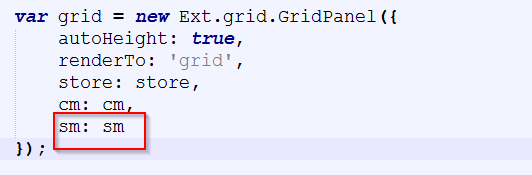 var grid = new Ext.grid.GridPanel({
autoHeight: true,
renderTo: 'grid',
store: store,
cm: cm,
sm: sm
});